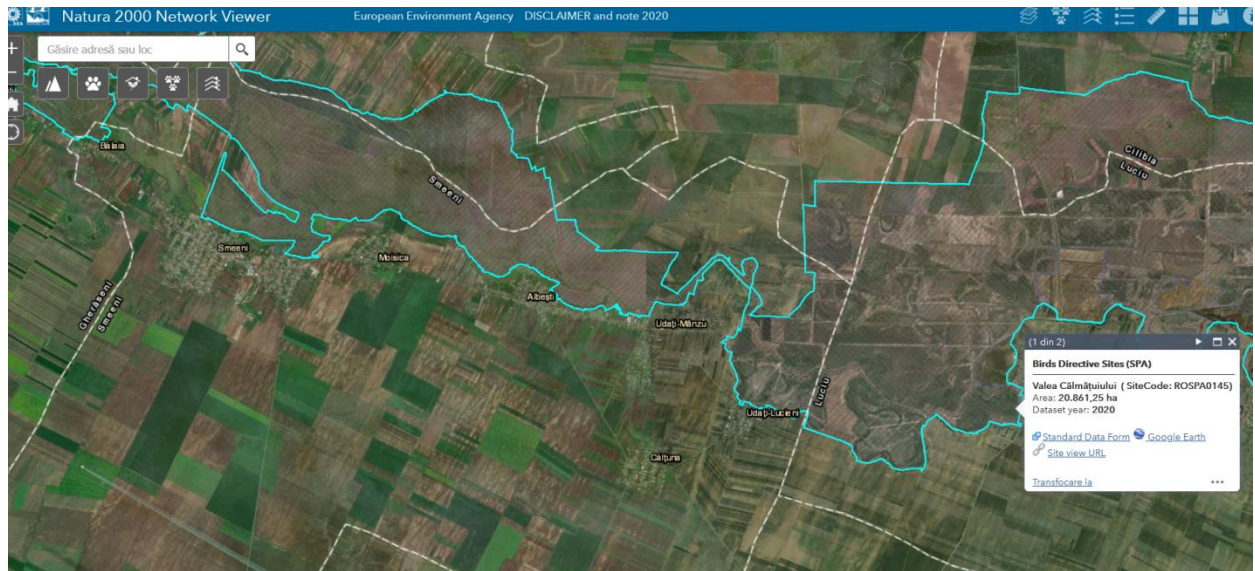 EEA
Natura 2000 Network Viewer
European Environment Agency DISCLAIMER and note 2020
+
Găsire adresă sau loc
−
Bălaia
Smeeni
Cilibia
Luciu
Smeeni
Moisica
Gherăseni
Smeeni
Albești
Udați-Mânzu
Luciu
Udați-Lucieni
Călțuna
(1 din 2)
Birds Directive Sites (SPA)
Valea Călmățuiului ( SiteCode: ROSPA0145)
Area: 20.861,25 ha
Dataset year: 2020
Standard Data Form Google Earth
Site view URL
Transfocare la